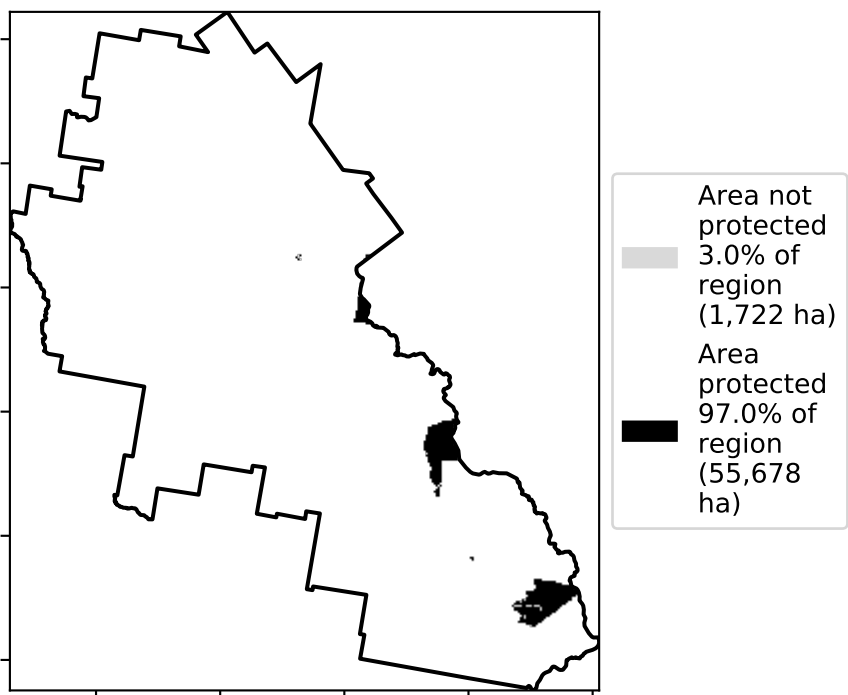 Area not
protected
3.0% of
region
(1,722 ha)
Area
protected
97.0% of
region
(55,678
ha)